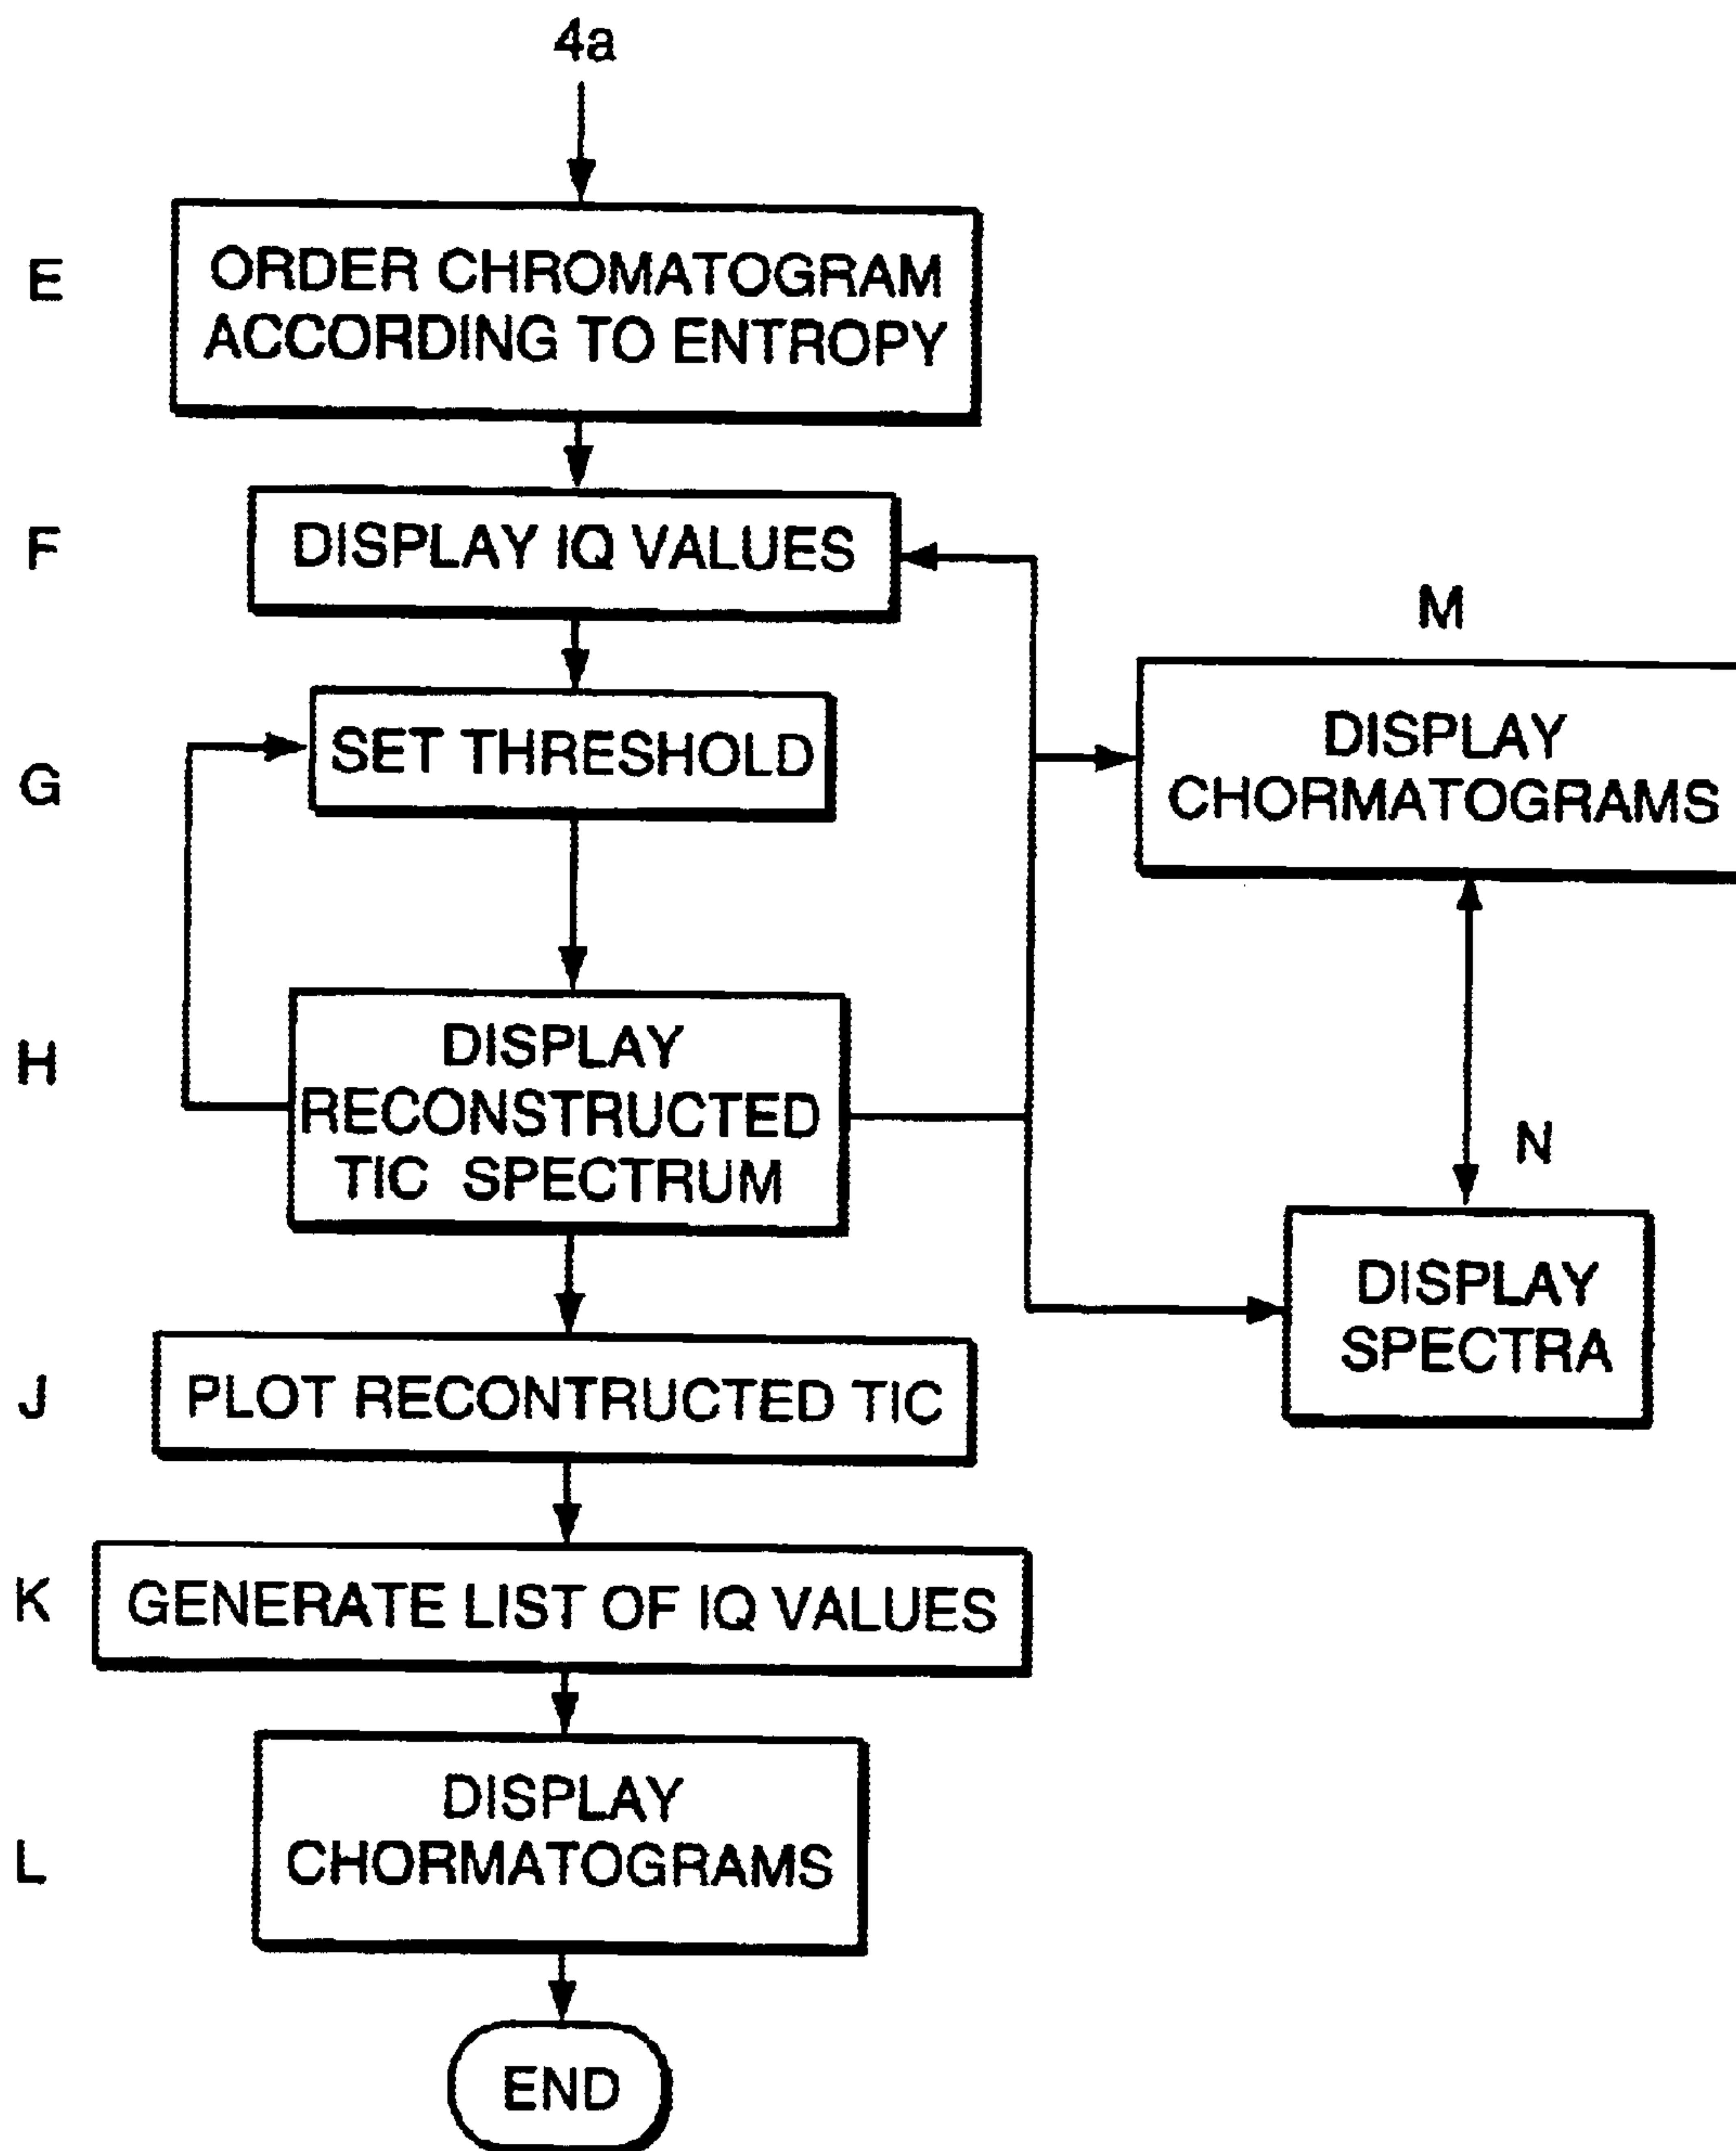 4a
E
ORDER CHROMATOGRAM
ACCORDING TO ENTROPY
F
DISPLAY IQ VALUES
M
DISPLAY
CHORMATOGRAMS
G
SET THRESHOLD
H
DISPLAY
RECONSTRUCTED
TIC SPECTRUM
N
DISPLAY
SPECTRA
J
PLOT RECONTRUCTED TIC
K
GENERATE LIST OF IQ VALUES
L
DISPLAY
CHORMATOGRAMS
END